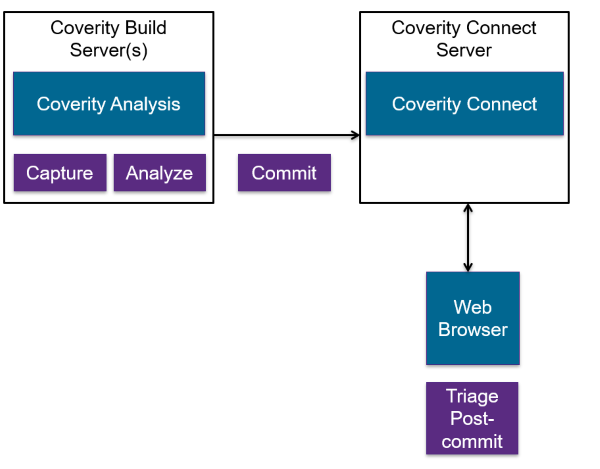 Coverity Build
Server(s)
Coverity Analysis
Capture
Analyze
Commit
Coverity Connect
Server
Coverity Connect
Web
Browser
Triage
Post-
commit